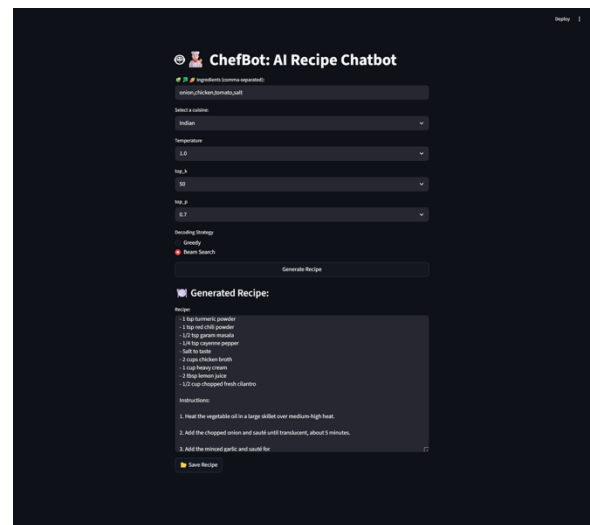 Deploy
ChefBot: AI Recipe Chatbot
Ingredients (comma-separated):
onion,chicken,tomato,salt
Select a cuisine:
Indian
Temperature
1.0
top_k
50
top_p
0.7
Decoding Strategy
Greedy
Beam Search
Generate Recipe
Generated Recipe:
Recipe:
- 1 tsp turmeric powder
- 1 tsp red chili powder
- 1/2 tsp garam masala
- 1/4 tsp cayenne pepper
- Salt to taste
- 2 cups chicken broth
- 1 cup heavy cream
- 2 tbsp lemon juice
- 1/2 cup chopped fresh cilantro
Instructions:
1. Heat the vegetable oil in a large skillet over medium-high heat.
2. Add the chopped onion and sauté until translucent, about 5 minutes.
3. Add the minced garlic and sauté for
Save Recipe